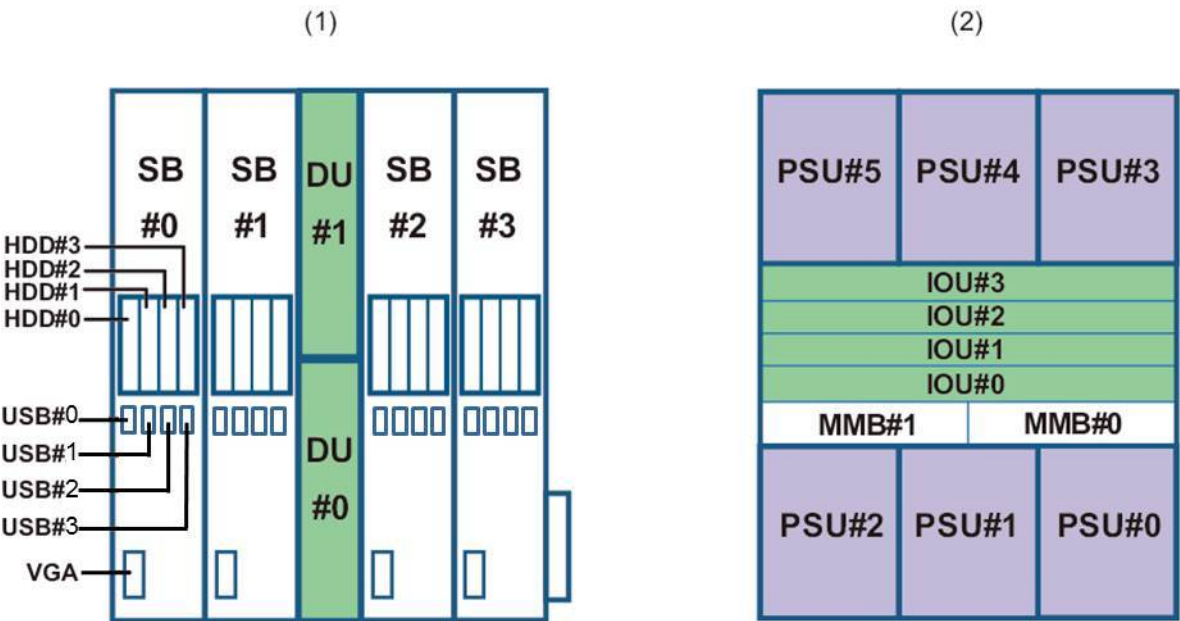 (1)
(2)
SB #0
SB #1
DU #1
SB #2
SB #3
HDD#3
HDD#2
HDD#1
HDD#0
USB#0
USB#1
USB#2
USB#3
VGA
DU #0
PSU#5
PSU#4
PSU#3
IOU#3
IOU#2
IOU#1
IOU#0
MMB#1
MMB#0
PSU#2
PSU#1
PSU#0